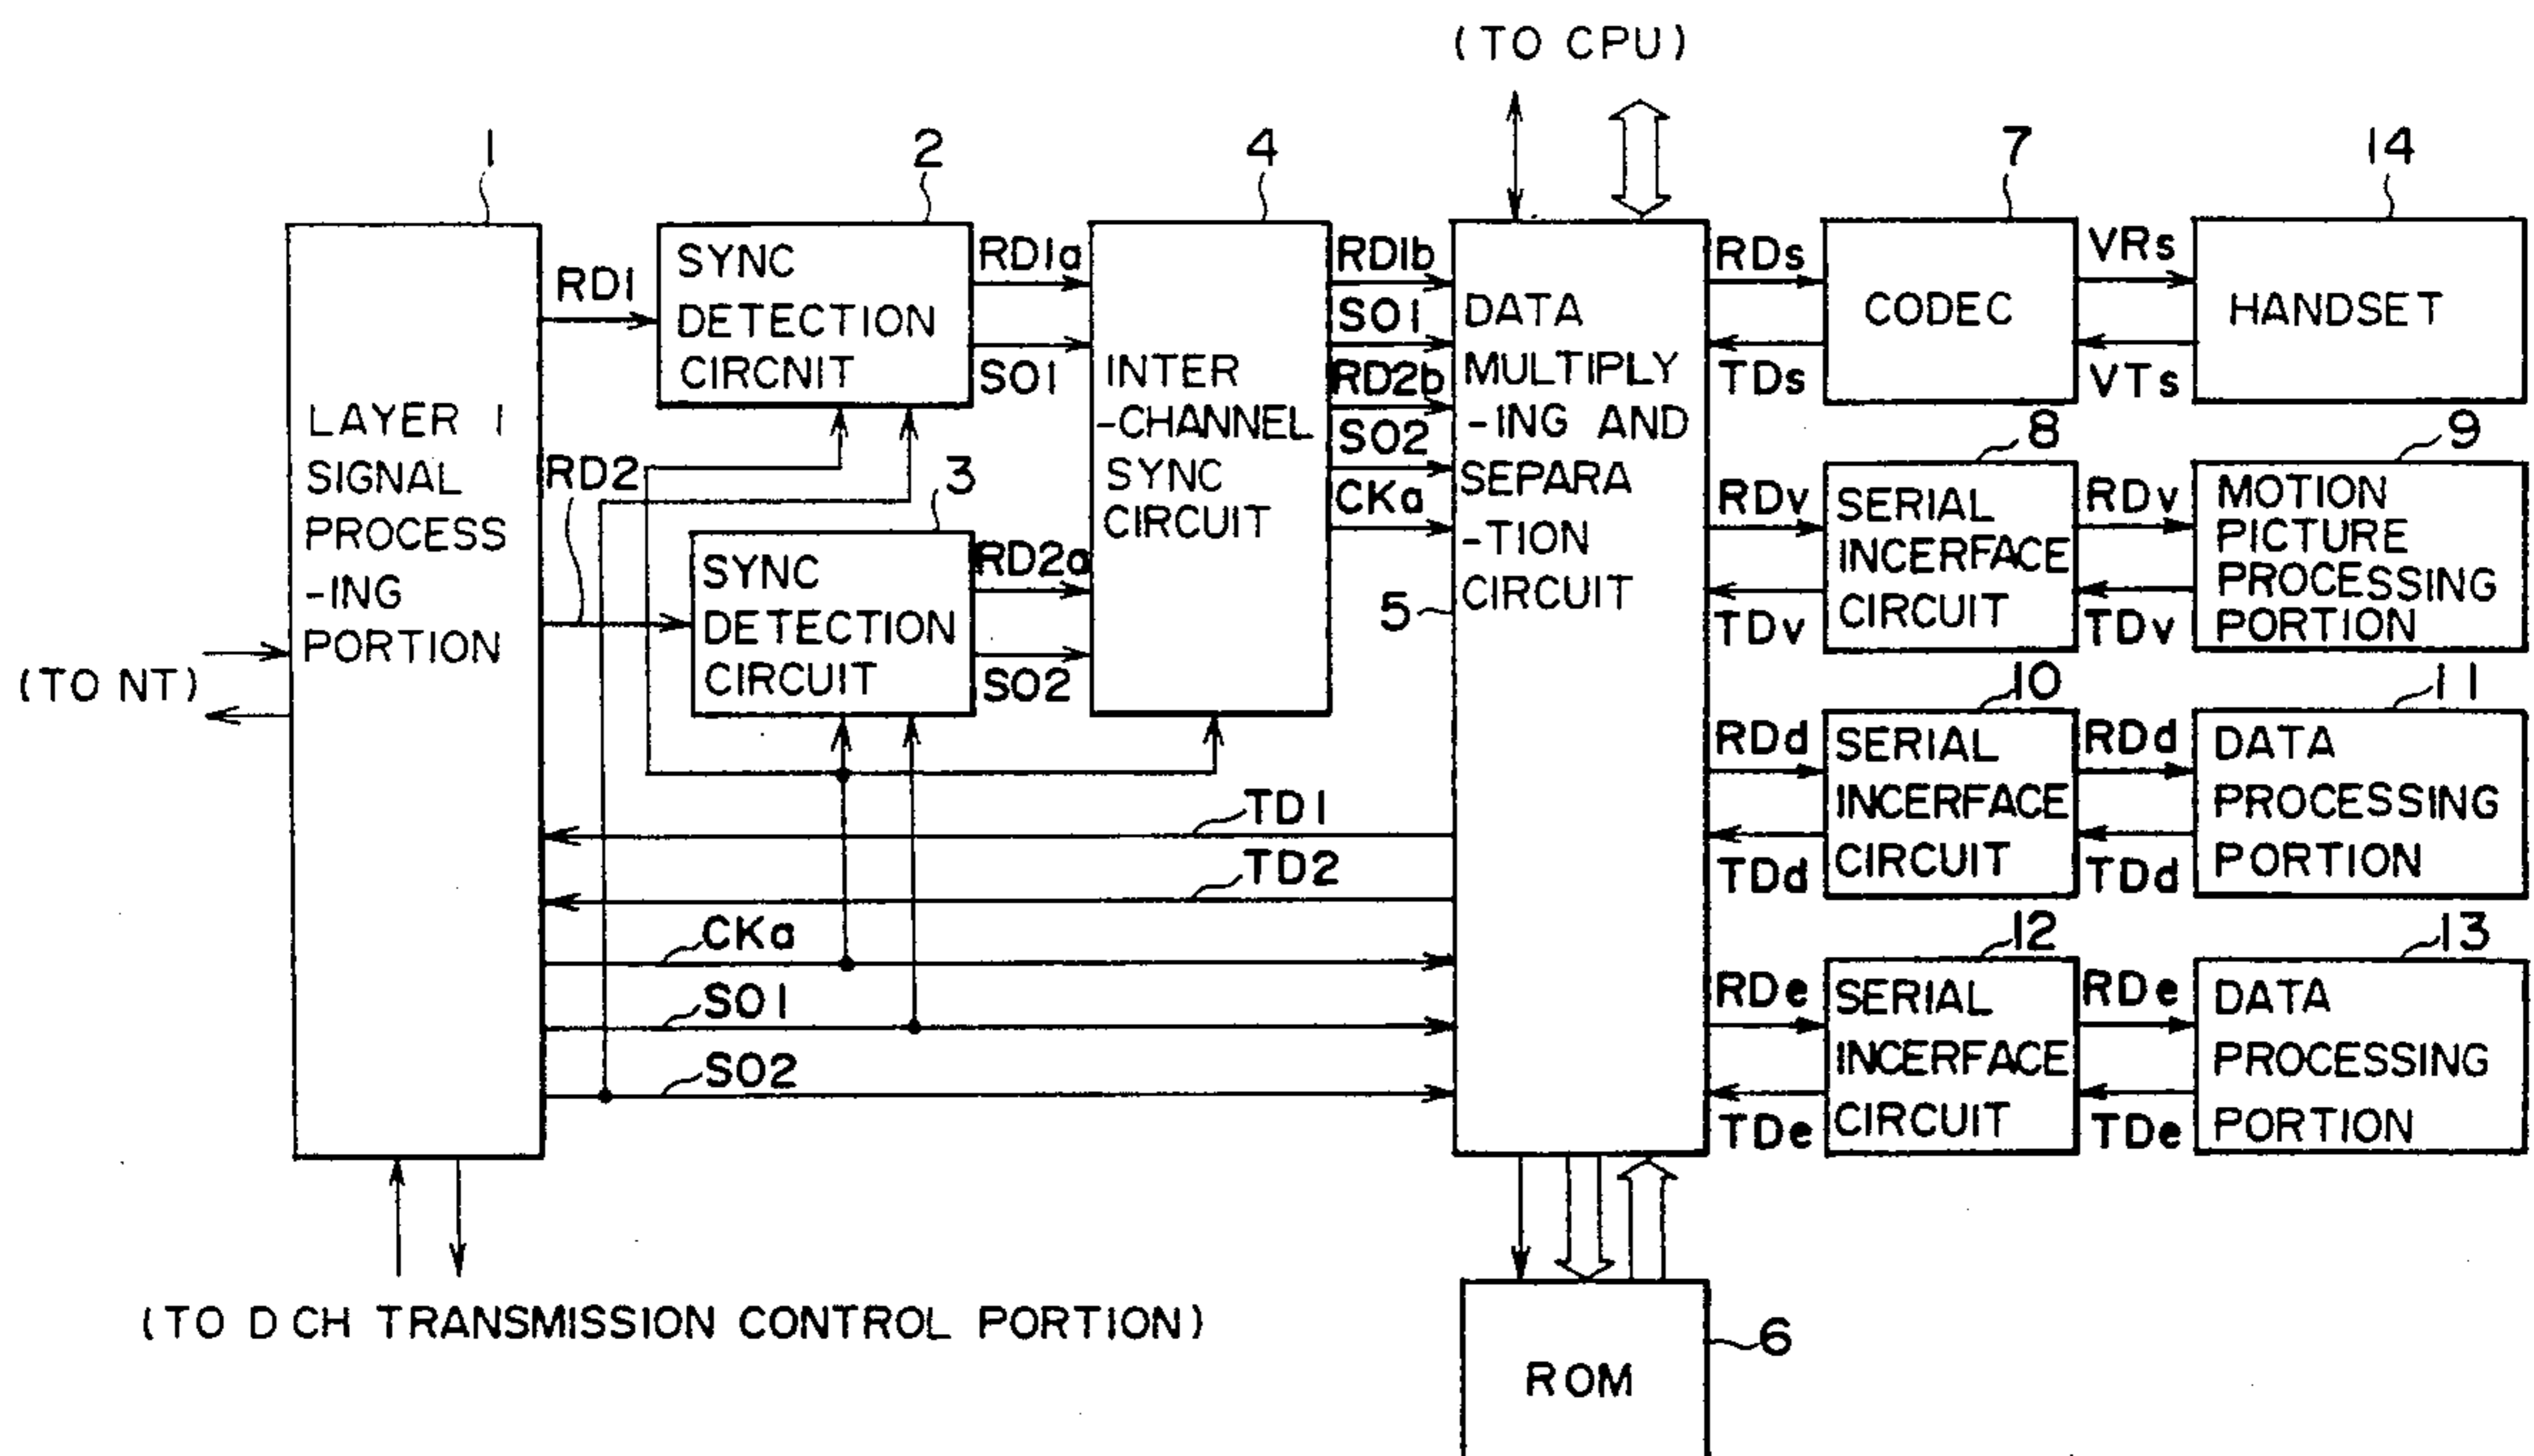 (TO CPU)
1
2
4
7
14
SYNC
DETECTION
CIRCNIT
RD1
RD1a
SO1
RD1b
SO1
RD2b
SO2
CKa
RDs
TDs
CODEC
VRs
VTs
HANDSET
LAYER 1
SIGNAL
PROCESS
-ING
PORTION
RD2
3
SYNC
DETECTION
CIRCUIT
RD2a
SO2
INTER
-CHANNEL
SYNC
CIRCUIT
DATA
MULTIPLY
-ING AND
SEPARA
-TION
CIRCUIT
5
8
9
RDv
TDv
SERIAL
INCERFACE
CIRCUIT
RDv
TDv
MOTION
PICTURE
PROCESSING
PORTION
(TO NT)
10
11
RDd
TDd
SERIAL
INCERFACE
CIRCUIT
RDd
TDd
DATA
PROCESSING
PORTION
TD1
TD2
CKa
SO1
SO2
12
13
RDe
TDe
SERIAL
INCERFACE
CIRCUIT
RDe
TDe
DATA
PROCESSING
PORTION
(TO D CH TRANSMISSION CONTROL PORTION)
6
ROM